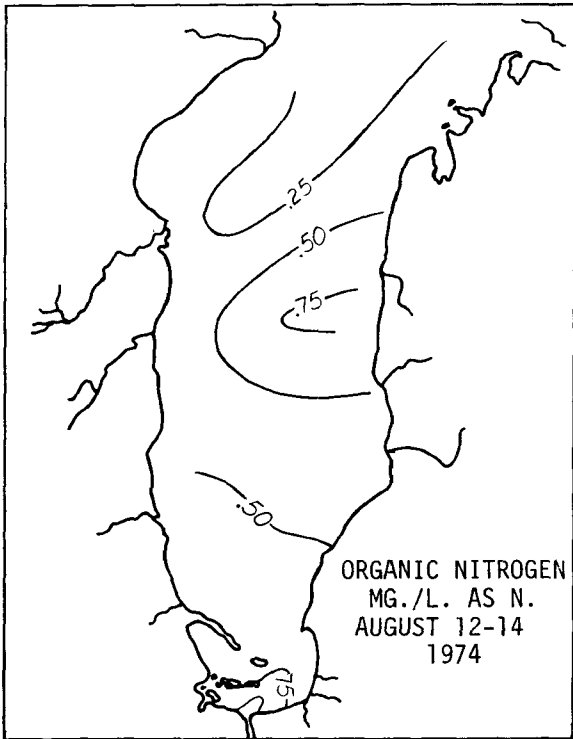 .25
.50
.75
.50
ORGANIC NITROGEN
MG./L. AS N.
AUGUST 12-14
1974
.75